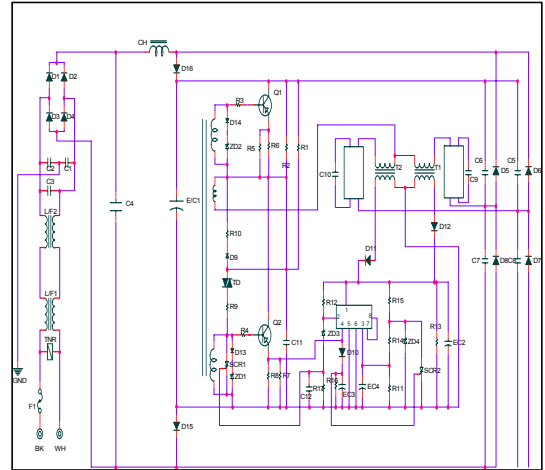 CH
D1
D2
D16
R3
Q1
D14
ZD2
R5
R6
R2
R1
D3
D4
C2
C1
C3
C4
E/C1
C10
T2
T1
C9
C6
D5
C5
D6
L/F2
R10
D9
TD
R9
D11
D12
C7
D8
C8
D7
L/F1
R4
Q2
D13
SCR1
ZD1
C11
R12
1
2
8
4
5
6
3
7
ZD3
D10
R15
R14
ZD4
R13
EC2
SCR2
TNR
GND
F1
R8
R7
C12
R17
R16
EC3
EC4
R11
D15
BK
WH